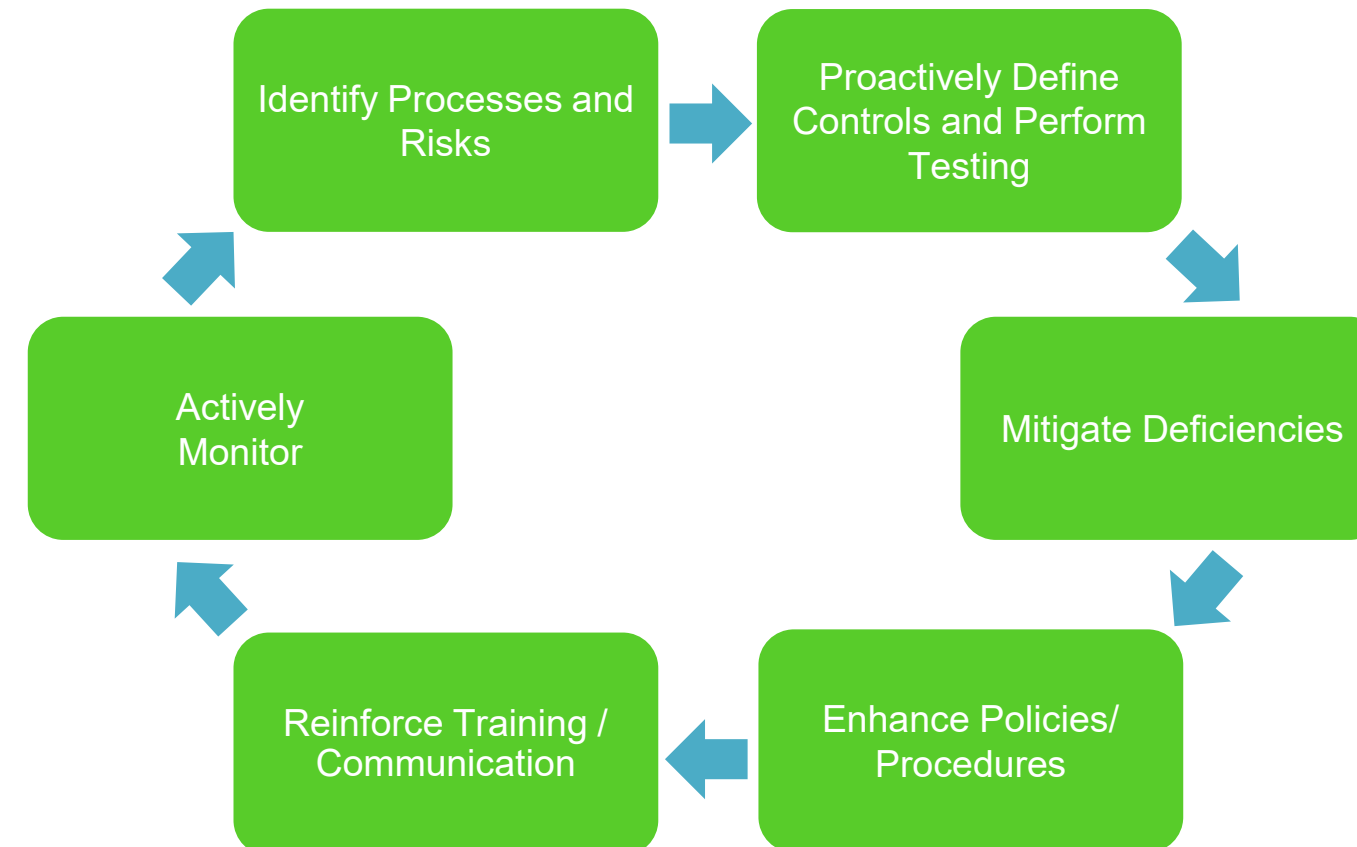 Identify Processes and
Risks
Proactively Define
Controls and Perform
Testing
Mitigate Deficiencies
Enhance Policies/
Procedures
Reinforce Training /
Communication
Actively
Monitor